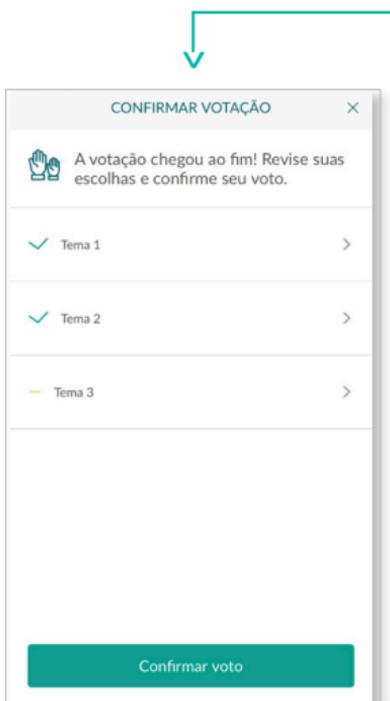 CONFIRMAR VOTAÇÃO
A votação chegou ao fim! Revise suas
escolhas e confirme seu voto.
Tema 1
Tema 2
Tema 3
Confirmar voto